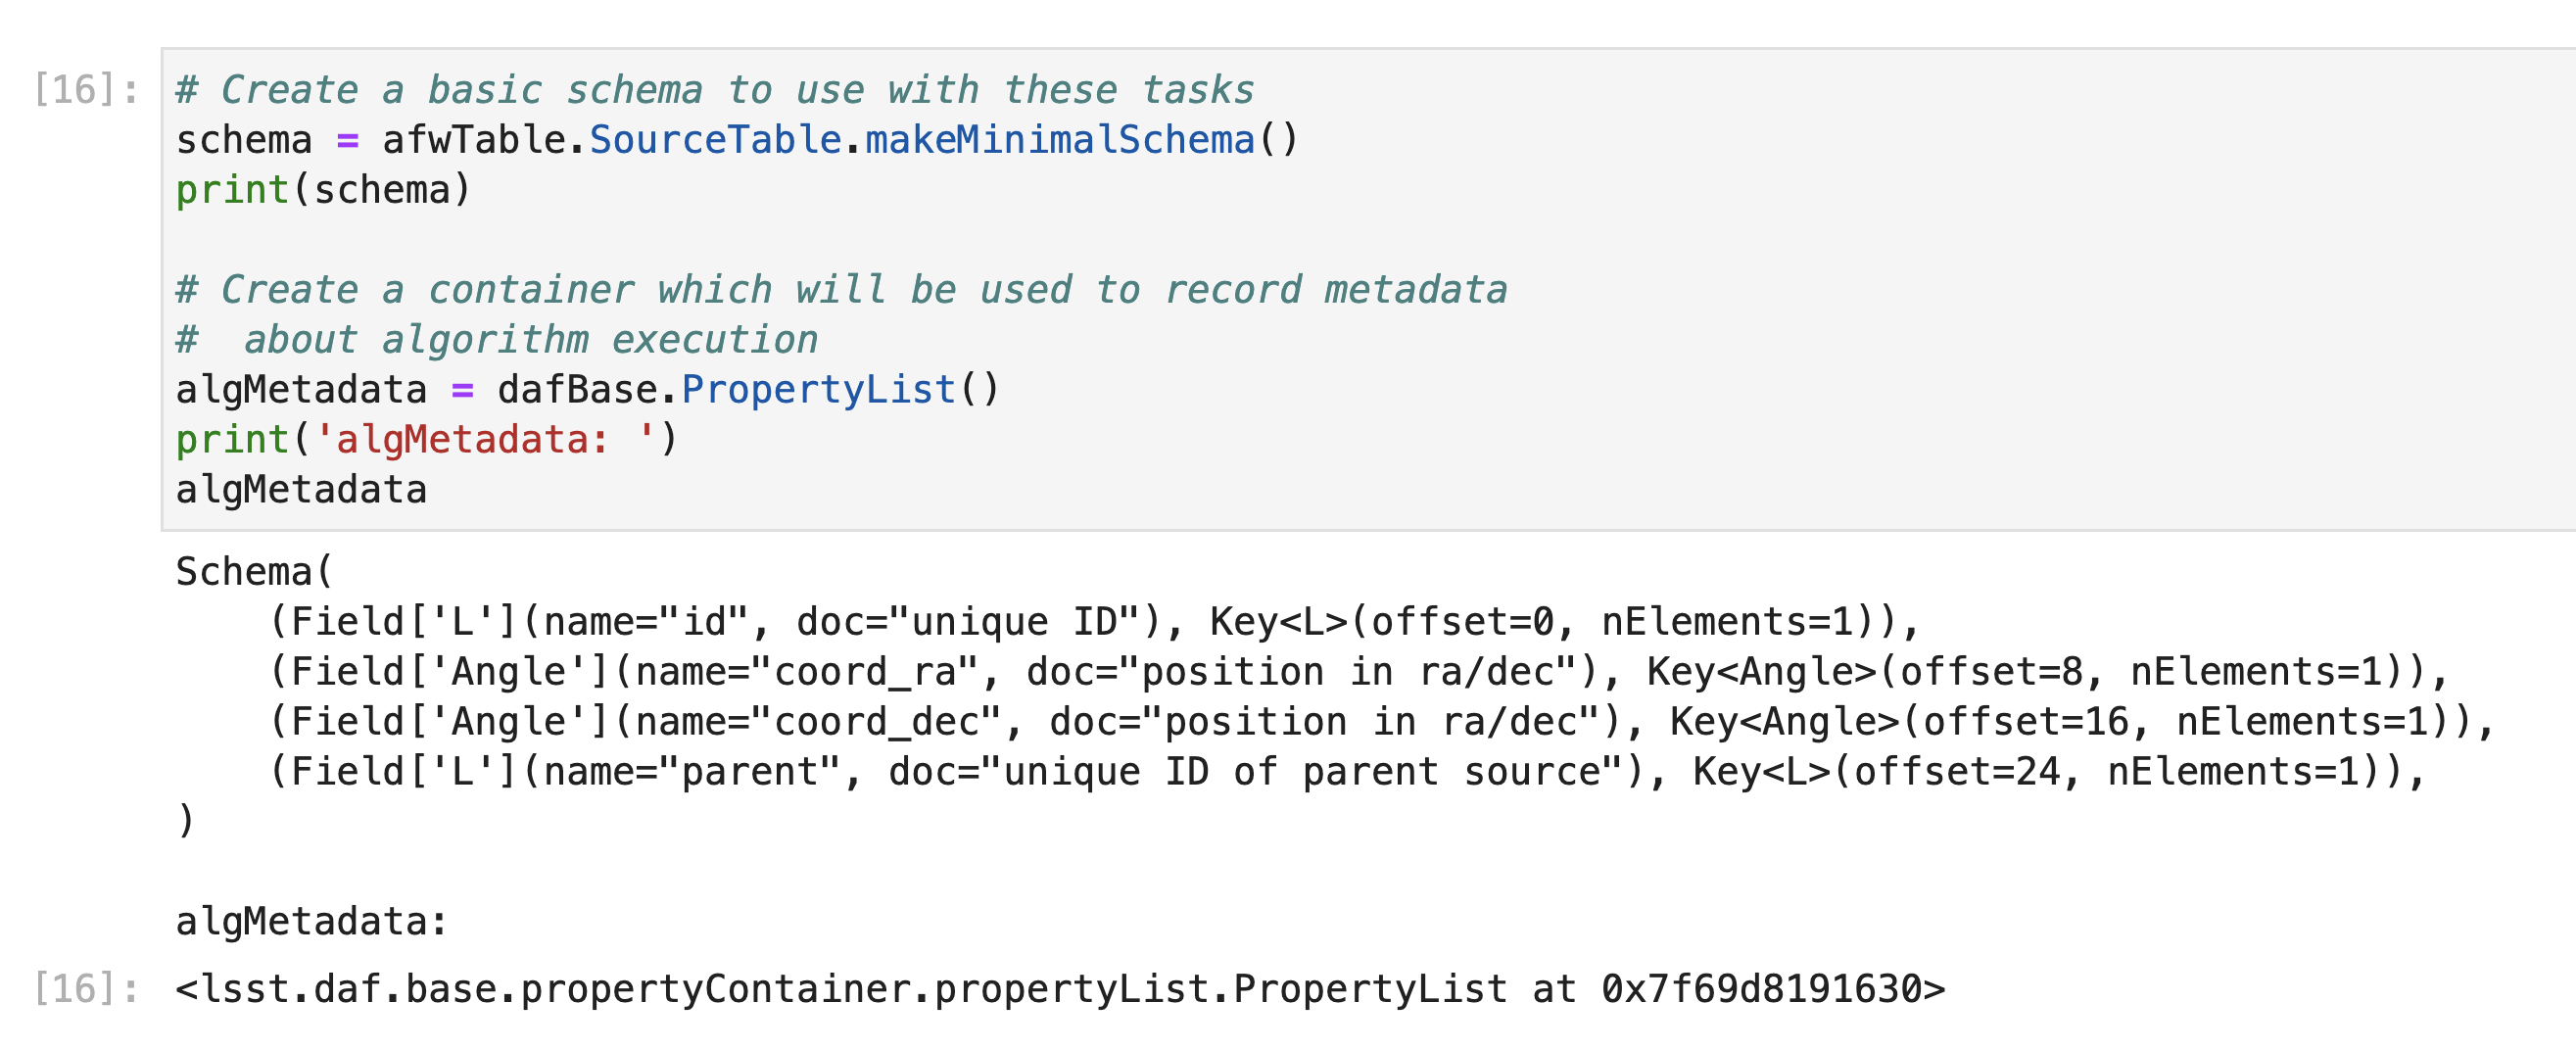 [16]: # Create a basic schema to use with these tasks
schema = afwTable.SourceTable.makeMinimalSchema()
print(schema)

# Create a container which will be used to record metadata
#  about algorithm execution
algMetadata = dafBase.PropertyList()
print('algMetadata: ')
algMetadata
Schema(
    (Field['L'](name="id", doc="unique ID"), Key<L>(offset=0, nElements=1)),
    (Field['Angle'](name="coord_ra", doc="position in ra/dec"), Key<Angle>(offset=8, nElements=1)),
    (Field['Angle'](name="coord_dec", doc="position in ra/dec"), Key<Angle>(offset=16, nElements=1)),
    (Field['L'](name="parent", doc="unique ID of parent source"), Key<L>(offset=24, nElements=1)),
)

algMetadata:
[16]: <lsst.daf.base.propertyContainer.propertyList.PropertyList at 0x7f69d8191630>